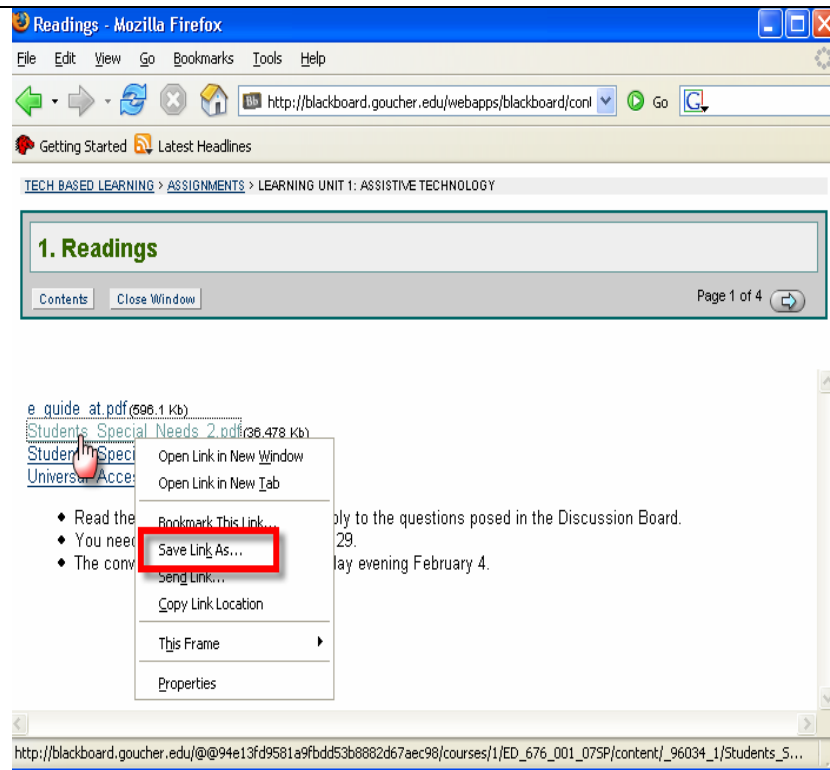 Readings - Mozilla Firefox
File Edit View Go Bookmarks Tools Help
http://blackboard.goucher.edu/webapps/blackboard/con Go G
Getting Started Latest Headlines
TECH BASED LEARNING > ASSIGNMENTS > LEARNING UNIT 1: ASSISTIVE TECHNOLOGY
1. Readings
Contents Close Window Page 1 of 4
e_guide_at.pdf (596.1 Kb)
Students_Special_Needs_2.pdf (36.478 Kb)
Open Link in New Window
Open Link in New Tab
Bookmark This Link...
Save Link As...
Send Link...
Copy Link Location
This Frame
Properties
• Read the to the questions posed in the Discussion Board.
• You 29.
• The evening February 4.
http://blackboard.goucher.edu/@@94e13fd9581a9fbdd53b8882d67aec98/courses/1/ED_676_001_07SP/content/_96034_1/Students_S...